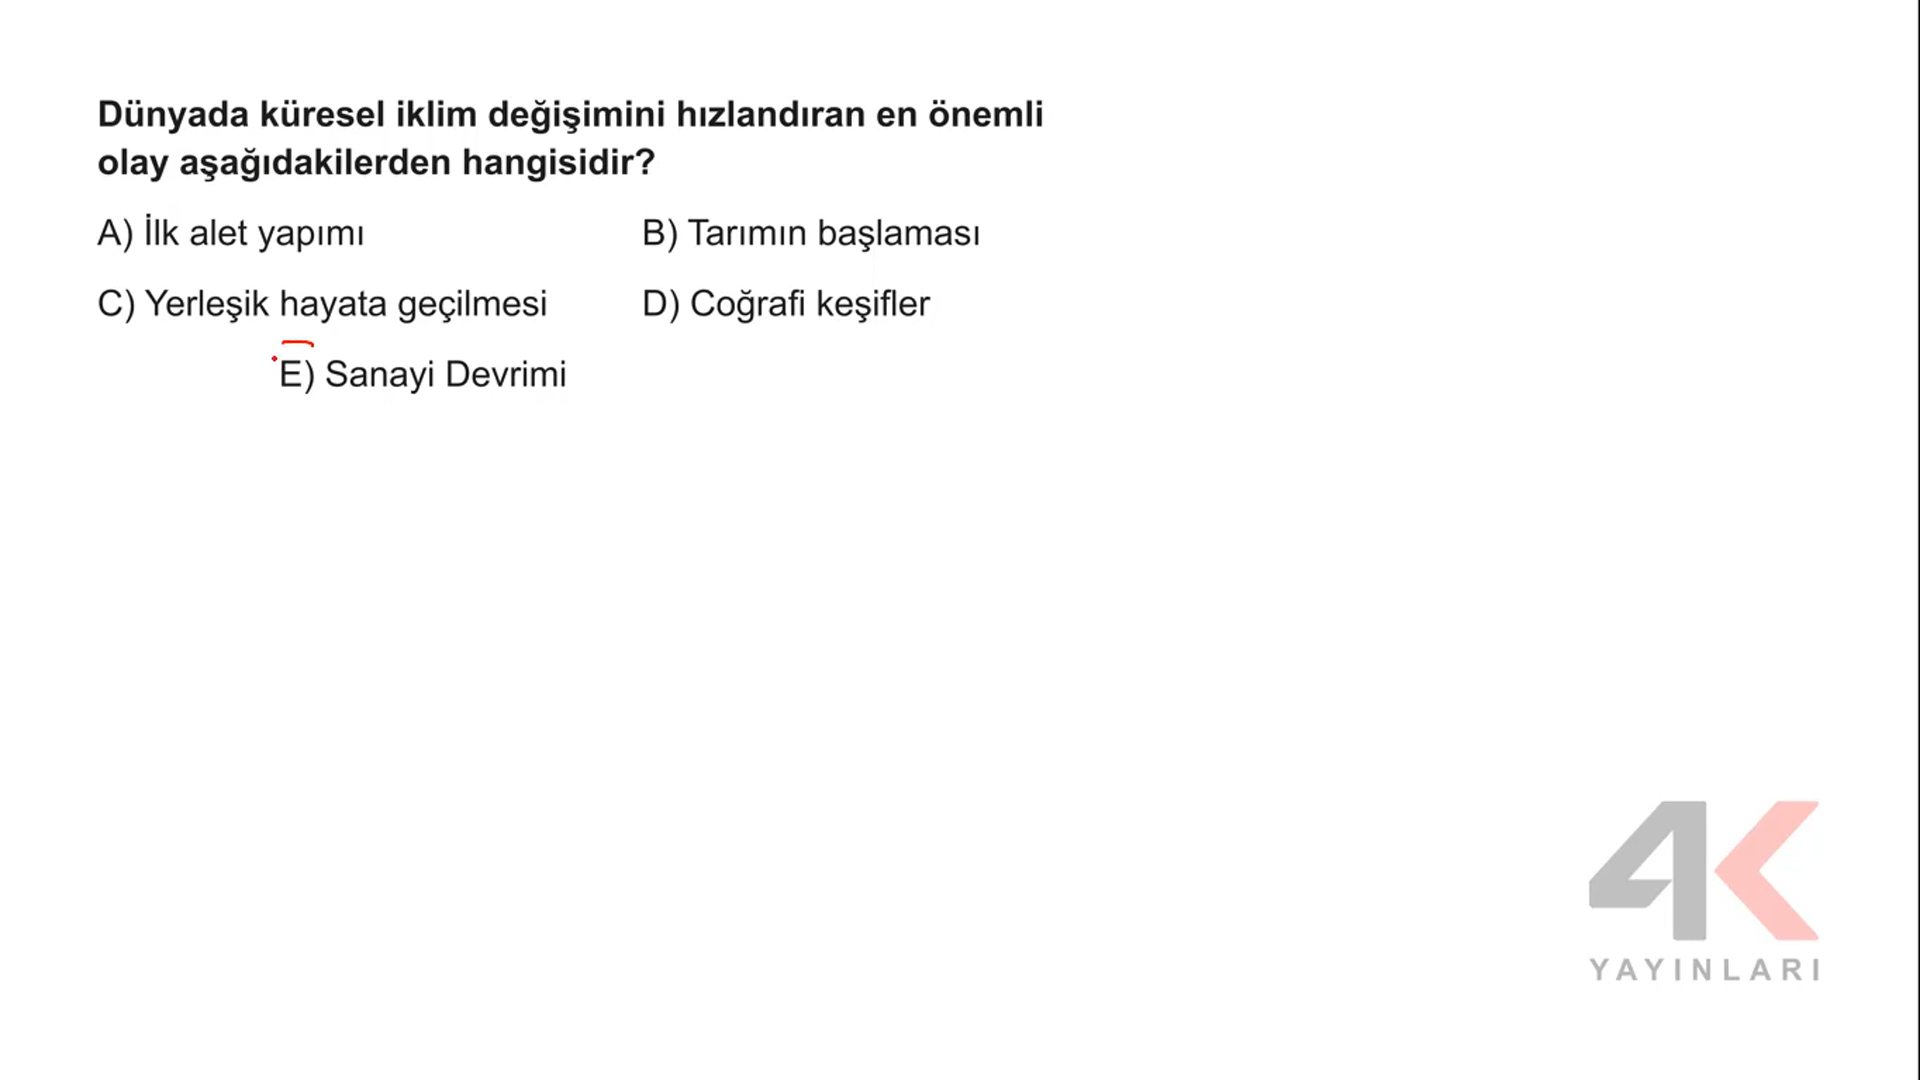 Dünyada küresel iklim değişimini hızlandıran en önemli
olay aşağıdakilerden hangisidir?
A) İlk alet yapımı B) Tarımın başlaması
C) Yerleşik hayata geçilmesi D) Coğrafi keşifler
E) Sanayi Devrimi
4K
YAYINLARI